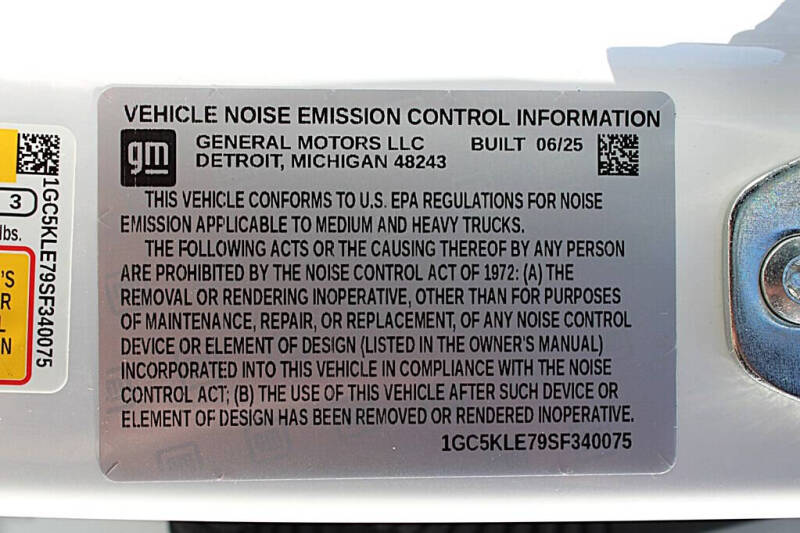 VEHICLE NOISE EMISSION CONTROL INFORMATION
gm
GENERAL MOTORS LLC BUILT 06/25
DETROIT, MICHIGAN 48243
THIS VEHICLE CONFORMS TO U.S. EPA REGULATIONS FOR NOISE
EMISSION APPLICABLE TO MEDIUM AND HEAVY TRUCKS.
THE FOLLOWING ACTS OR THE CAUSING THEREOF BY ANY PERSON
ARE PROHIBITED BY THE NOISE CONTROL ACT OF 1972: (A) THE
REMOVAL OR RENDERING INOPERATIVE, OTHER THAN FOR PURPOSES
OF MAINTENANCE, REPAIR, OR REPLACEMENT, OF ANY NOISE CONTROL
DEVICE OR ELEMENT OF DESIGN (LISTED IN THE OWNER'S MANUAL)
INCORPORATED INTO THIS VEHICLE IN COMPLIANCE WITH THE NOISE
CONTROL ACT; (B) THE USE OF THIS VEHICLE AFTER SUCH DEVICE OR
ELEMENT OF DESIGN HAS BEEN REMOVED OR RENDERED INOPERATIVE.
1GC5KLE79SF340075
1GC5KLE79SF340075
3
lbs.
'S
R
L
N